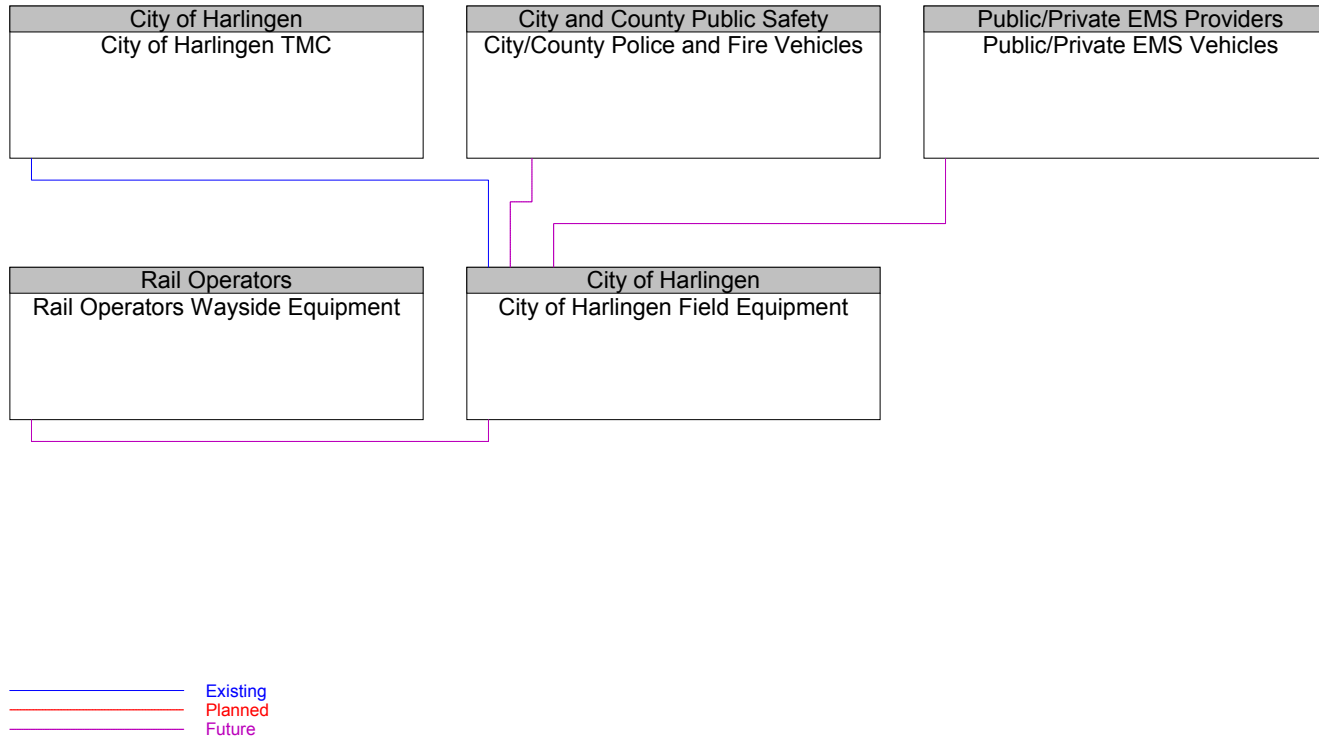 City of Harlingen
City of Harlingen TMC
City and County Public Safety
City/County Police and Fire Vehicles
Public/Private EMS Providers
Public/Private EMS Vehicles
Rail Operators
Rail Operators Wayside Equipment
City of Harlingen
City of Harlingen Field Equipment
Existing
Planned
Future